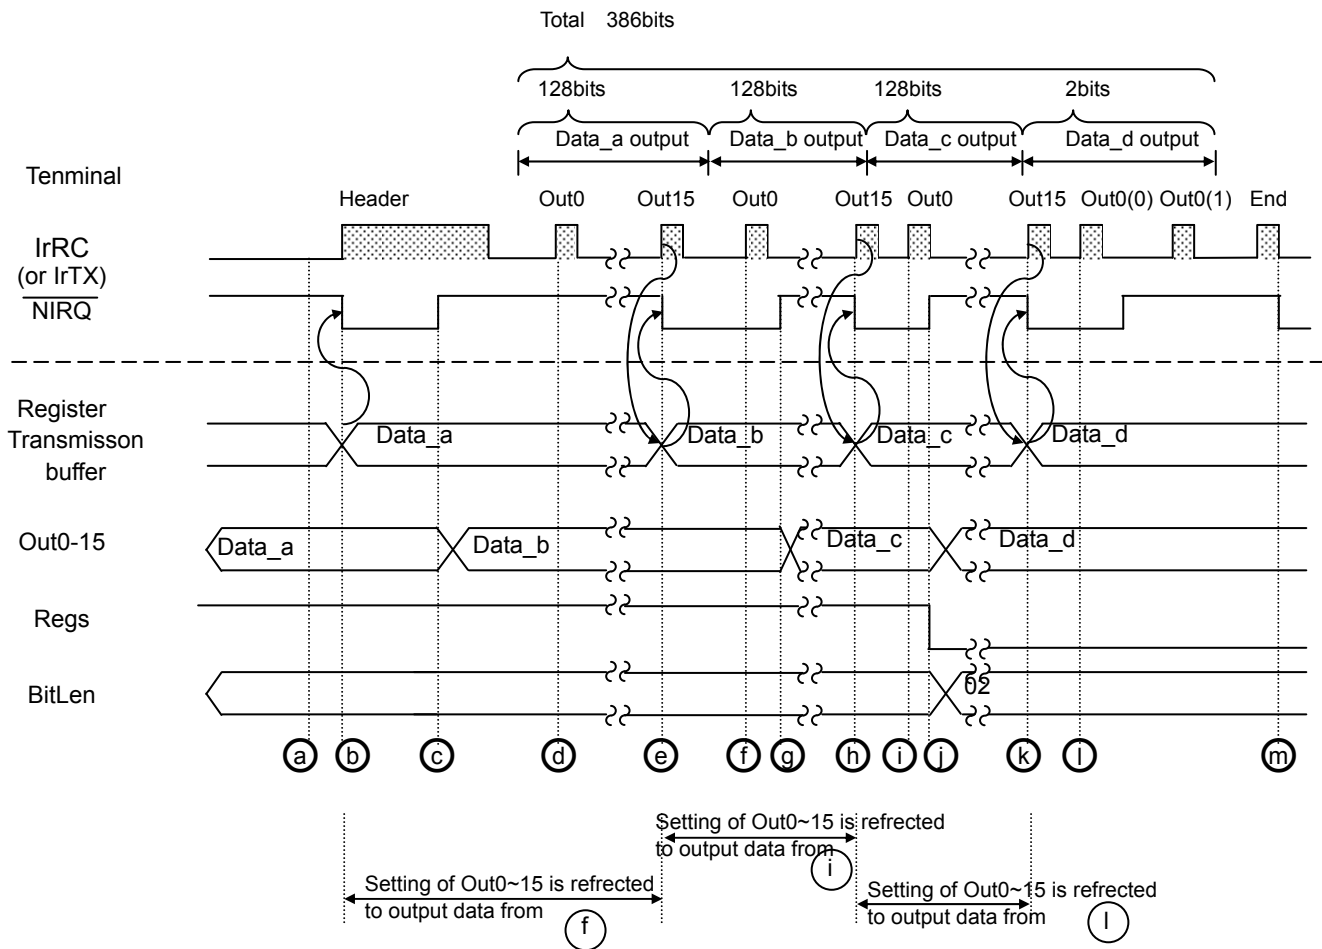 Total 386bits
128bits 128bits 128bits 2bits
Data_a output Data_b output Data_c output Data_d output
Tenminal
Header Out0 Out15 Out0 Out15 Out0 Out15 Out0(0) Out0(1) End
IrRC
(or IrTX)
NIRQ
Register
Transmisson
buffer
Data_a Data_b Data_c Data_d
Out0-15
Data_a Data_b Data_c Data_d
Regs
BitLen
02
a b c d e f g h i j k l m
Setting of Out0~15 is refrected
to output data from i
Setting of Out0~15 is refrected
to output data from f
Setting of Out0~15 is refrected
to output data from l